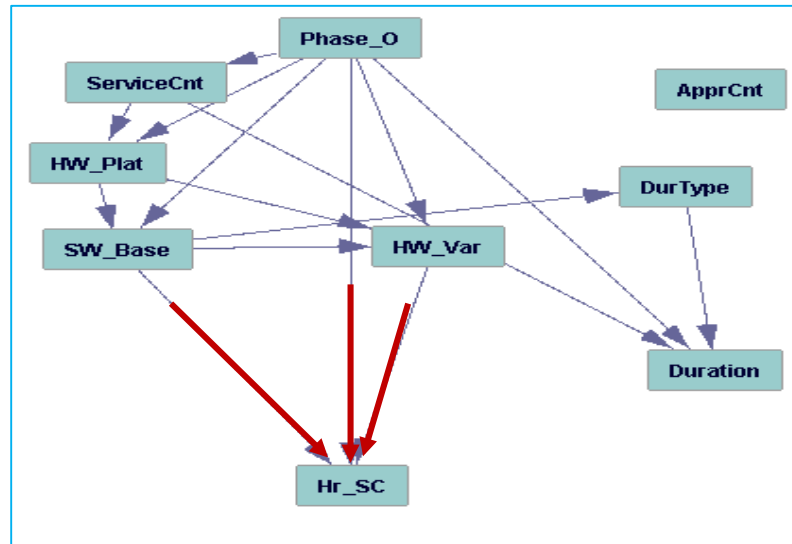 Phase_O
ServiceCnt
ApprCnt
HW_Plat
DurType
SW_Base
HW_Var
Duration
Hr_SC